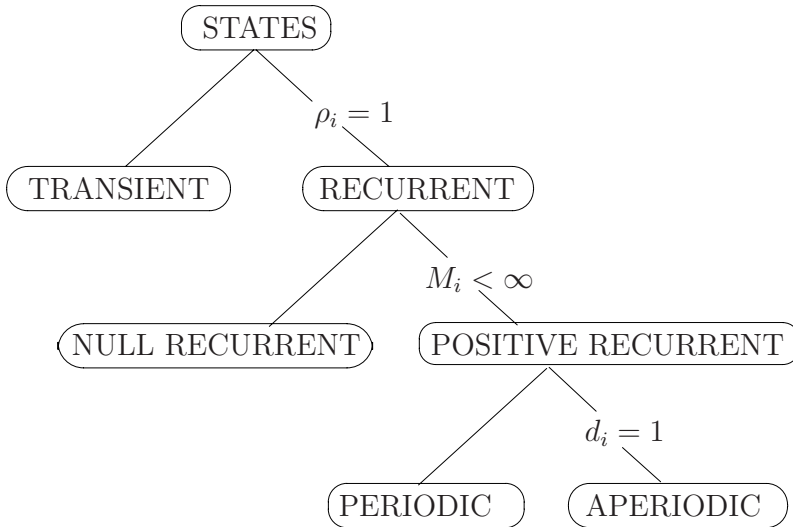 STATES
ρ_i = 1
TRANSIENT
RECURRENT
M_i < ∞
NULL RECURRENT
POSITIVE RECURRENT
d_i = 1
PERIODIC
APERIODIC